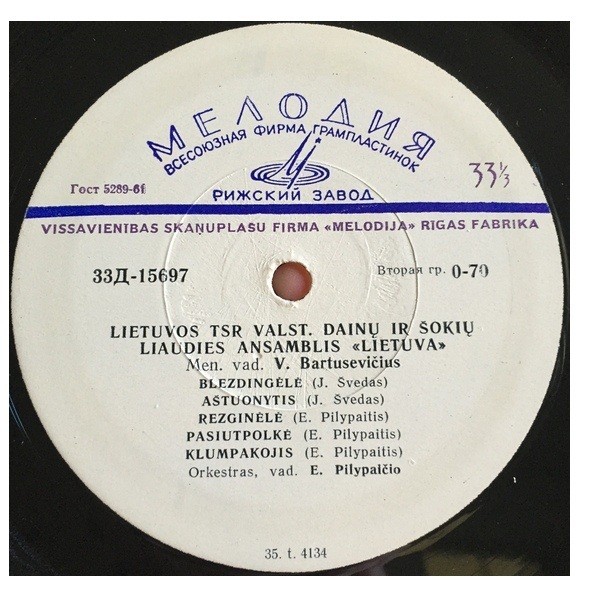 МЕЛОДИЯ
ВСЕСОЮЗНАЯ ФИРМА ГРАМПЛАСТИНОК
РИЖСКИЙ ЗАВОД
Гост 5289-61
33⅓
VISSAVIENĪBAS SKAŅUPLAŠU FIRMA «MELODIJA» RĪGAS FABRIKA
33Д-15697
Вторая гр. 0-70
LIETUVOS TSR VALST. DAINŲ IR ŠOKIŲ
LIAUDIES ANSAMBLIS «LIETUVA»
Men. vad. V. Bartusevičius
BLEZDINGĖLĖ (J. Švedas)
AŠTUONYTIS (J. Švedas)
REZGINĖLĖ (E. Pilypaitis)
PASIUTPOLKĖ (E. Pilypaitis)
KLUMPAKOJIS (E. Pilypaitis)
Orkestras, vad. E. Pilypaičio
35. t. 4134